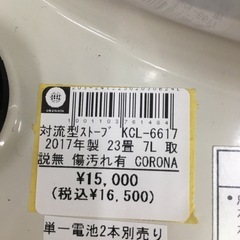 1001103761484
対流型ｽﾄｰﾌﾞ KCL-6617
2017年製 23畳 7L 取
説無 傷汚れ有 CORONA
¥15,000
(税込¥16,500)
単一電池2本別売り